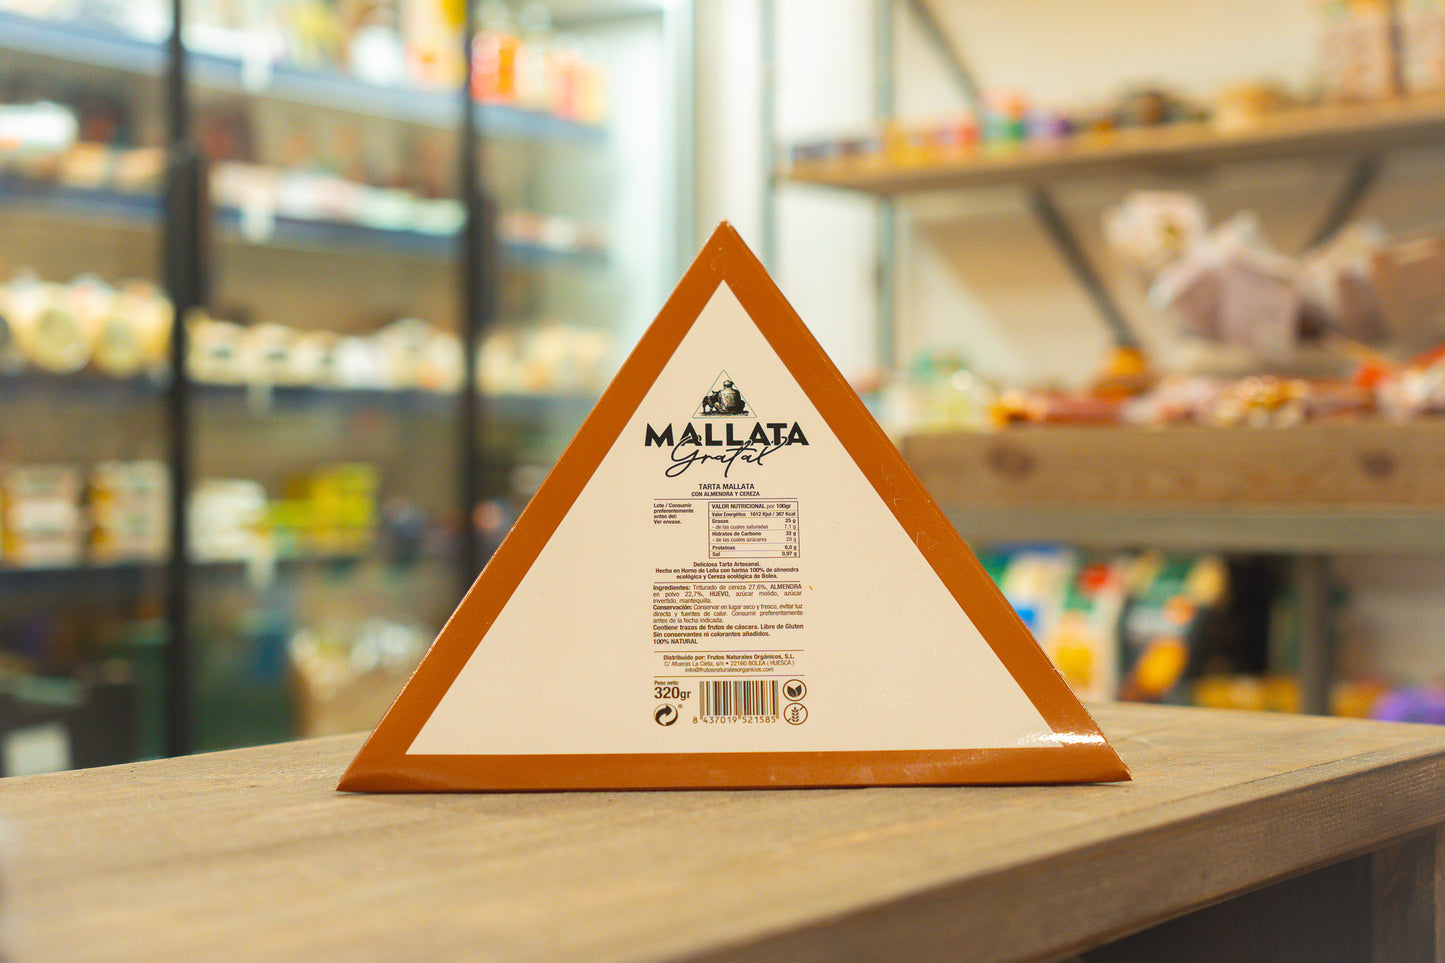 MALLATA
Gratal
TARTA MALLATA
CON ALMENDRA Y CEREZA
Lote / Consumir
preferentemente
antes del:
Ver envase.
VALOR NUTRICIONAL por 100gr
Valor Energético 1612 Kjul / 387 Kcal
Grasas 25 g
- de las cuales saturadas 7,1 g
Hidratos de Carbono 32 g
- de las cuales azúcares 20 g
Proteínas 8,0 g
Sal 0,97 g
Deliciosa Tarta Artesanal.
Hecha en Horno de Leña con harina 100% de almendra
ecológica y Cereza ecológica de Bolea.
Ingredientes: Triturado de cereza 27,6%, ALMENDRA
en polvo 22,7%, HUEVO, azúcar molido, azúcar
invertido, mantequilla.
Conservación: Conservar en lugar seco y fresco, evitar luz
directa y fuentes de calor. Consumir preferentemente
antes de la fecha indicada.
Contiene trazas de frutos de cáscara. Libre de Gluten
Sin conservantes ni colorantes añadidos.
100% NATURAL
Distribuido por: Frutos Naturales Orgánicos, S.L.
C/ Afueras La Cleta, s/n • 22160 BOLEA ( HUESCA )
info@frutosnaturalesorganicos.com
Peso neto:
320gr
8 437019 521585